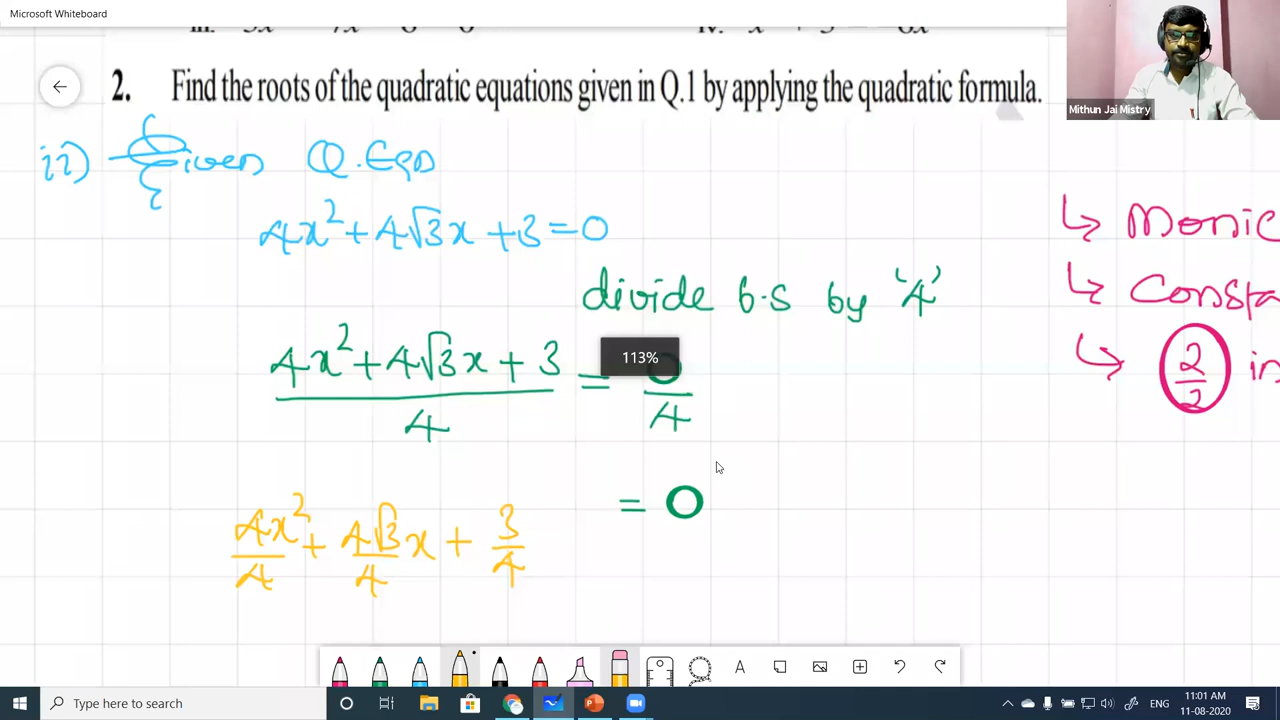 Microsoft Whiteboard
2. Find the roots of the quadratic equations given in Q.1 by applying the quadratic formula.
Mithun Jai Mistry
ii) Given Q.Eqn
4x² + 4√3x + 3 = 0
↳ Monic
divide b.s by '4'
↳ Consta
4x² + 4√3x + 3 / 4 = 0/4
113%
↳ 2/2 in
= 0
4x²/4 + 4√3/4 x + 3/4
A
Type here to search
ENG
11:01 AM
11-08-2020